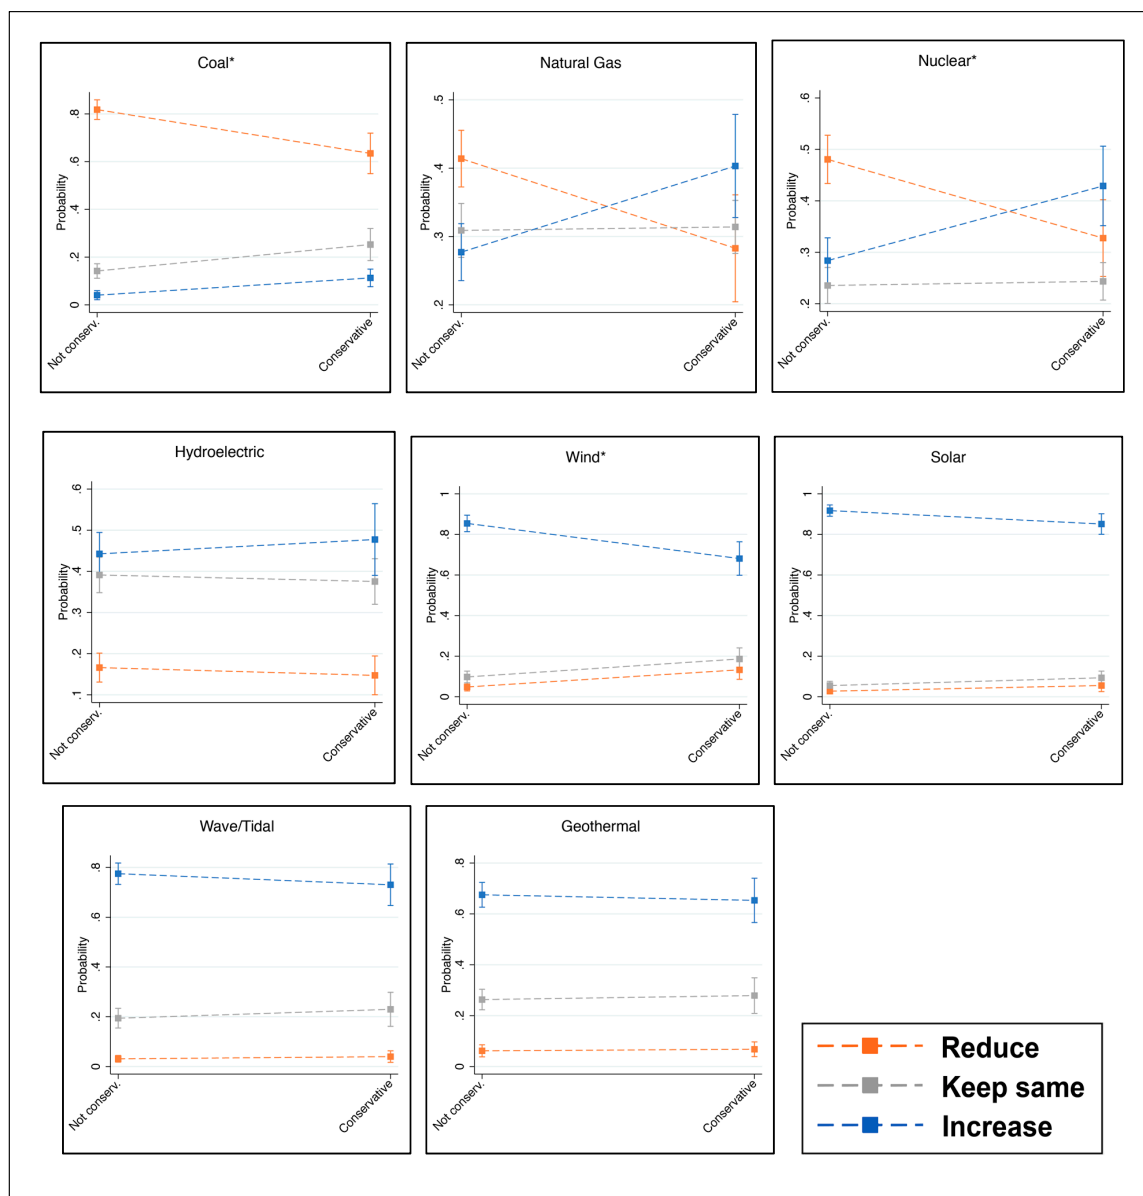 Coal*
Probability
.8
.6
.4
.2
0
Not conserv.
Conservative
Natural Gas
Probability
.5
.4
.3
.2
Not conserv.
Conservative
Nuclear*
Probability
.6
.5
.4
.3
.2
Not conserv.
Conservative
Hydroelectric
Probability
.6
.5
.4
.3
.2
.1
Not conserv.
Conservative
Wind*
Probability
1
.8
.6
.4
.2
0
Not conserv.
Conservative
Solar
Probability
1
.8
.6
.4
.2
0
Not conserv.
Conservative
Wave/Tidal
Probability
.8
.6
.4
.2
0
Not conserv.
Conservative
Geothermal
Probability
.8
.6
.4
.2
0
Not conserv.
Conservative
Reduce
Keep same
Increase